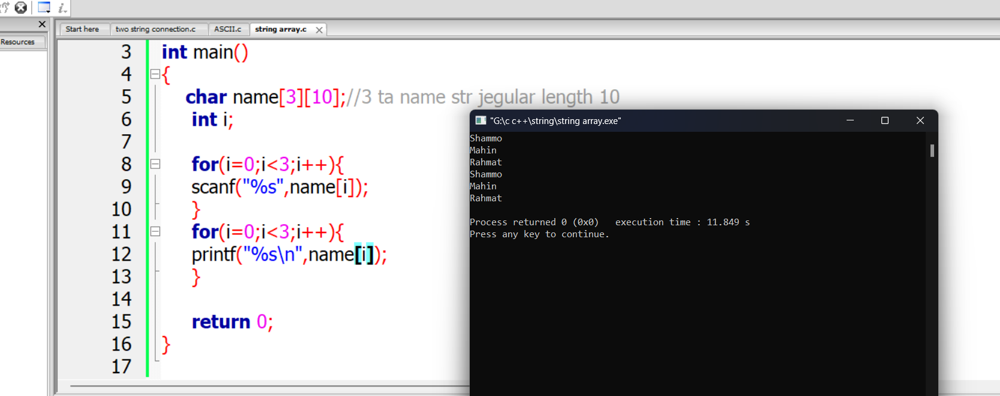 Start here two string connection.c ASCII.c string array.c
Resources
3 int main()
4 {
5 char name[3][10];//3 ta name str jegular length 10
6 int i;
7
8 for(i=0;i<3;i++){
9 scanf("%s",name[i]);
10 }
11 for(i=0;i<3;i++){
12 printf("%s\n",name[i]);
13 }
14
15 return 0;
16 }
17
"G:\c c++\string\string array.exe"
Shammo
Mahin
Rahmat
Shammo
Mahin
Rahmat
Process returned 0 (0x0)   execution time : 11.849 s
Press any key to continue.